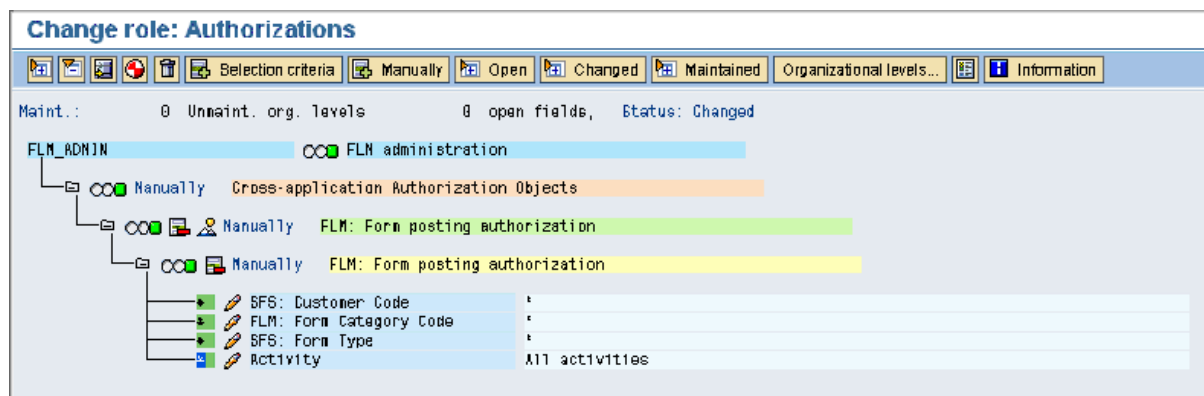 Change role: Authorizations
Selection criteria Manually Open Changed Maintained Organizational levels... Information
Maint.: 0 Unmaint. org. levels 0 open fields, Status: Changed
FLM_ADMIN FLM administration
Manually Cross-application Authorization Objects
Manually FLM: Form posting authorization
Manually FLM: Form posting authorization
SFS: Customer Code *
FLM: Form Category Code *
SFS: Form Type *
Activity All activities